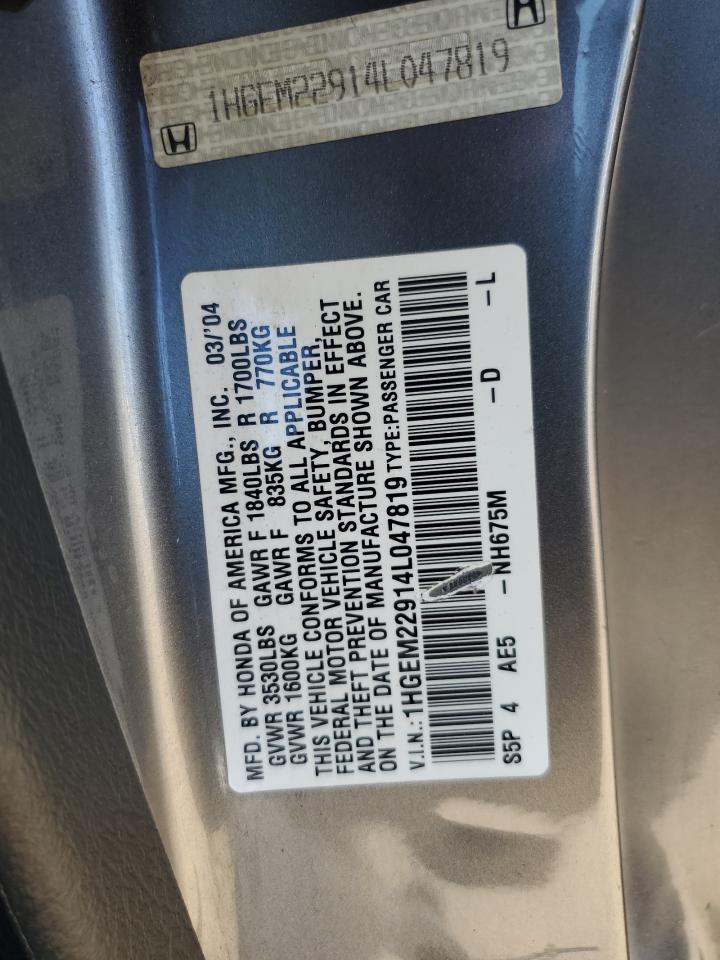 1HGEM22914L047819
MFD. BY HONDA OF AMERICA MFG., INC. 03/'04
GVWR 3530LBS GAWR F 1840LBS R 1700LBS
GVWR 1600KG GAWR F 835KG R 770KG
THIS VEHICLE CONFORMS TO ALL APPLICABLE
FEDERAL MOTOR VEHICLE SAFETY, BUMPER,
AND THEFT PREVENTION STANDARDS IN EFFECT
ON THE DATE OF MANUFACTURE SHOWN ABOVE.
V.I.N.:1HGEM22914L047819 TYPE:PASSENGER CAR
S5P 4 AE5 -NH675M -D -L